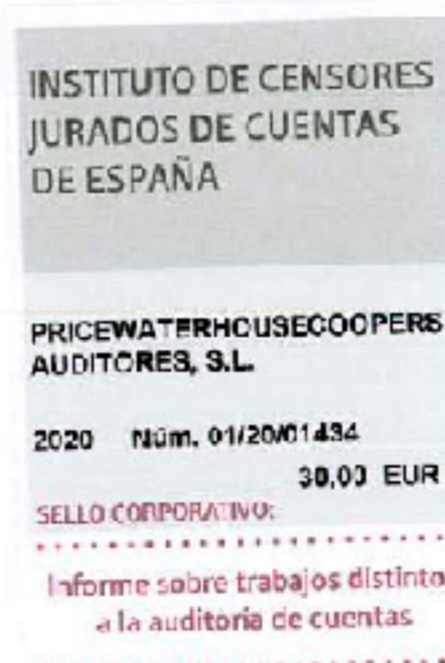 INSTITUTO DE CENSORES
JURADOS DE CUENTAS
DE ESPAÑA
PRICEWATERHOUSECOOPERS
AUDITORES, S.L.
2020 Núm. 01/20/01434
30,00 EUR
SELLO CORPORATIVO:
Informe sobre trabajos distinto
a la auditoría de cuentas